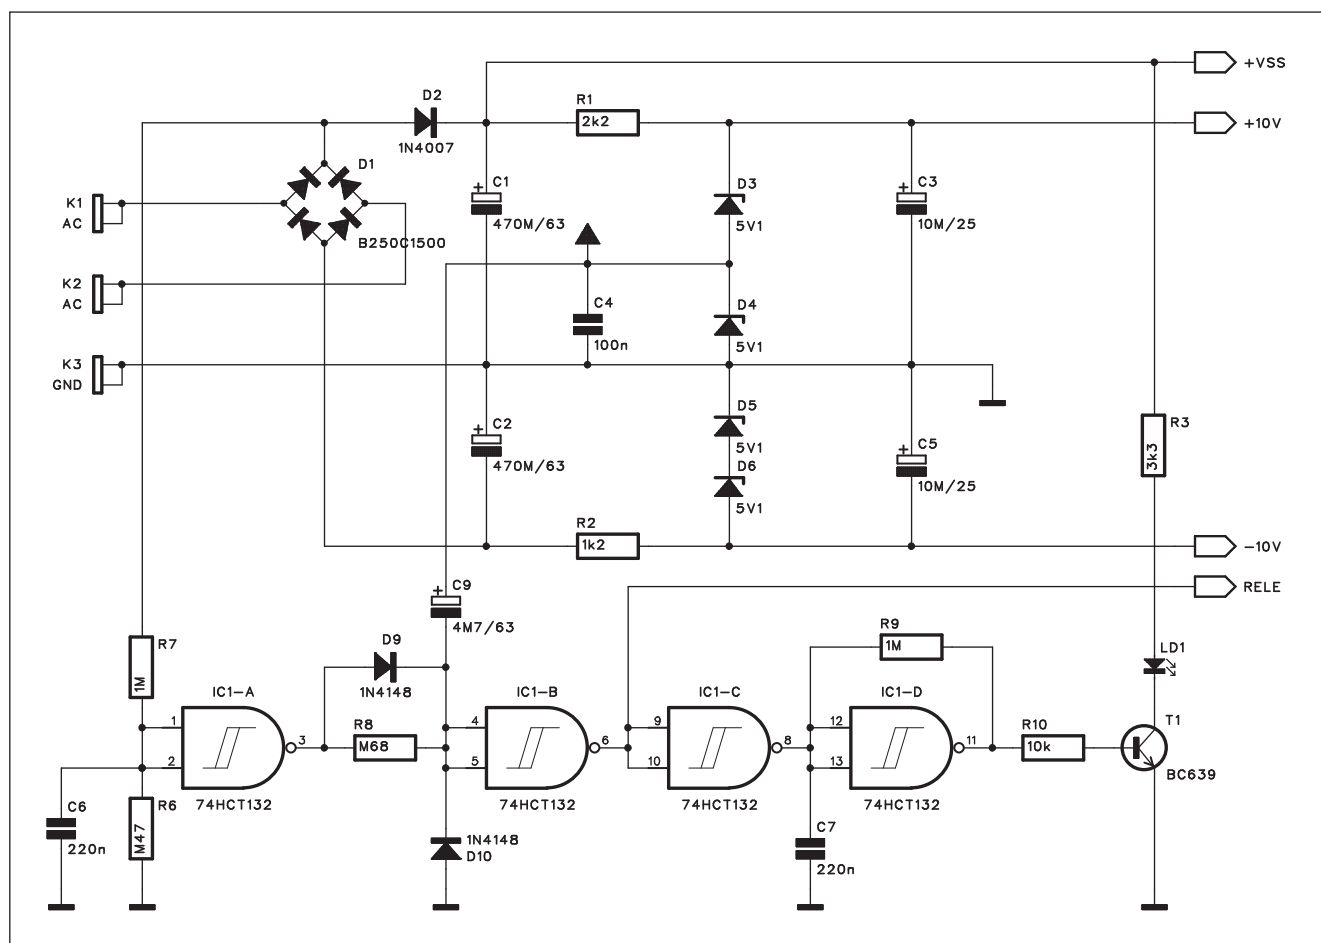 +VSS
D2
1N4007
R1
2k2
+10V
D1
B250C1500
K1
AC
K2
AC
K3
GND
C1
470M/63
D3
5V1
C3
10M/25
C4
100n
D4
5V1
C2
470M/63
D5
5V1
D6
5V1
C5
10M/25
R3
3k3
R2
1k2
-10V
RELE
C9
4M7/63
R7
1M
D9
1N4148
R9
1M
LD1
IC1-A
IC1-B
IC1-C
IC1-D
1
2
3
R8
M68
4
5
6
9
10
8
12
13
11
R10
10k
T1
BC639
74HCT132
74HCT132
74HCT132
74HCT132
C6
220n
R6
M47
1N4148
D10
C7
220n